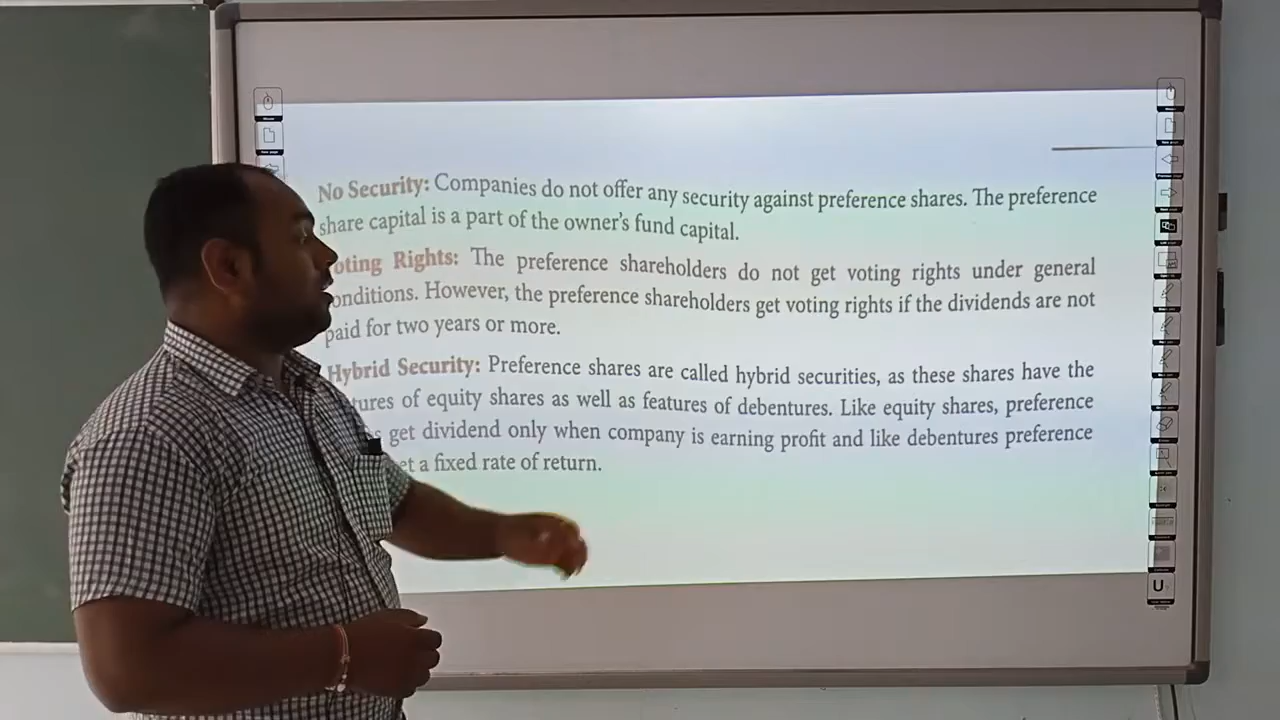 No Security: Companies do not offer any security against preference shares. The preference
share capital is a part of the owner's fund capital.
oting Rights: The preference shareholders do not get voting rights under general
onditions. However, the preference shareholders get voting rights if the dividends are not
paid for two years or more.
Hybrid Security: Preference shares are called hybrid securities, as these shares have the
tures of equity shares as well as features of debentures. Like equity shares, preference
get dividend only when company is earning profit and like debentures preference
et a fixed rate of return.
U